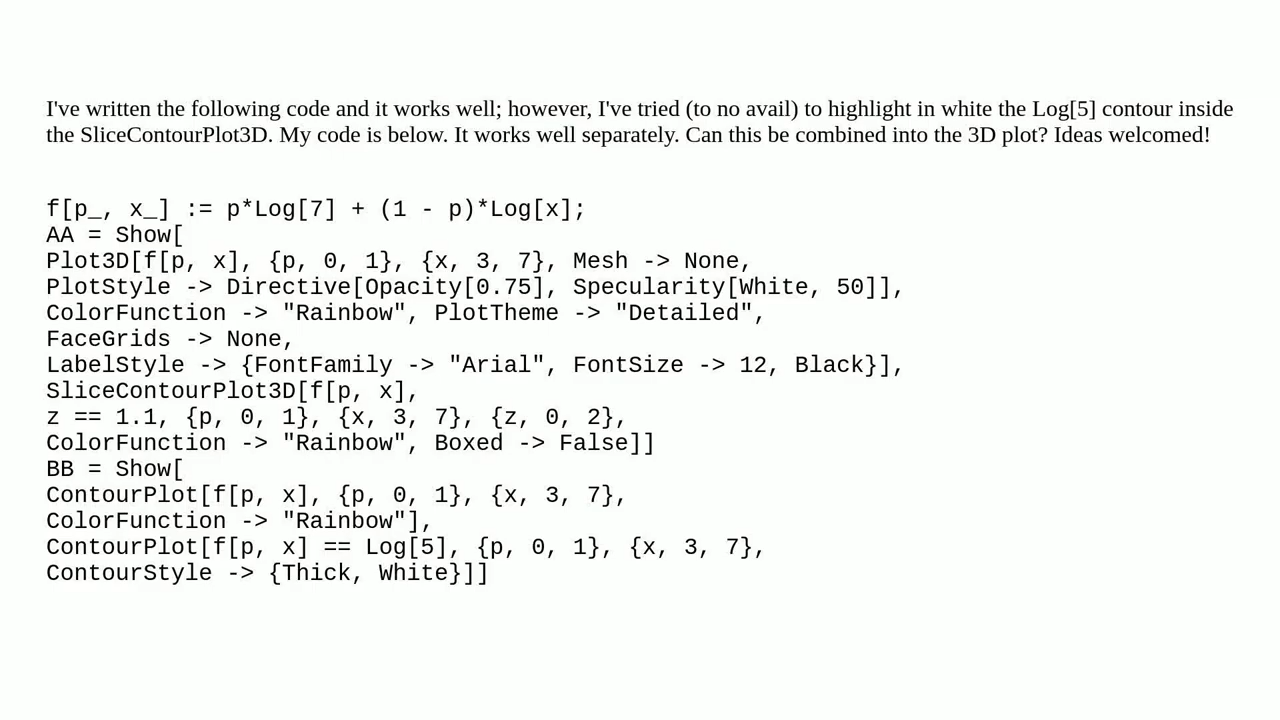 I've written the following code and it works well; however, I've tried (to no avail) to highlight in white the Log[5] contour inside
the SliceContourPlot3D. My code is below. It works well separately. Can this be combined into the 3D plot? Ideas welcomed!
f[p_, x_] := p*Log[7] + (1 - p)*Log[x];
AA = Show[
Plot3D[f[p, x], {p, 0, 1}, {x, 3, 7}, Mesh -> None,
PlotStyle -> Directive[Opacity[0.75], Specularity[White, 50]],
ColorFunction -> "Rainbow", PlotTheme -> "Detailed",
FaceGrids -> None,
LabelStyle -> {FontFamily -> "Arial", FontSize -> 12, Black}],
SliceContourPlot3D[f[p, x],
z == 1.1, {p, 0, 1}, {x, 3, 7}, {z, 0, 2},
ColorFunction -> "Rainbow", Boxed -> False]]
BB = Show[
ContourPlot[f[p, x], {p, 0, 1}, {x, 3, 7},
ColorFunction -> "Rainbow"],
ContourPlot[f[p, x] == Log[5], {p, 0, 1}, {x, 3, 7},
ContourStyle -> {Thick, White}]]